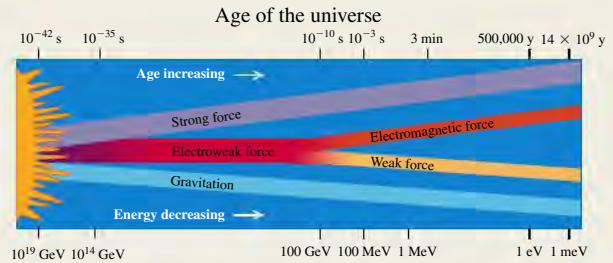 Age of the universe
10⁻⁴² s 10⁻³⁵ s 10⁻¹⁰ s 10⁻³ s 3 min 500,000 y 14 × 10⁹ y
Age increasing
Strong force
Electromagnetic force
Electroweak force
Weak force
Gravitation
Energy decreasing
10¹⁹ GeV 10¹⁴ GeV 100 GeV 100 MeV 1 MeV 1 eV 1 meV